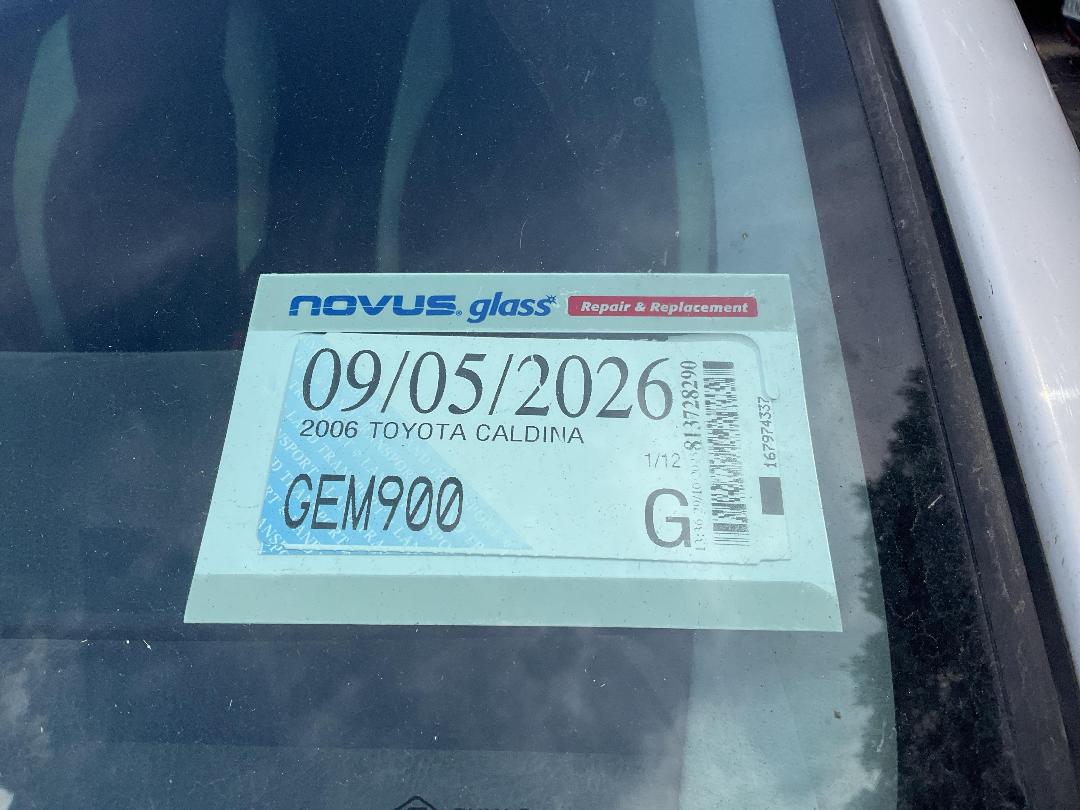 novus glass Repair & Replacement
09/05/2026
2006 TOYOTA CALDINA
1/12
GEM900
G
813728290
167974337